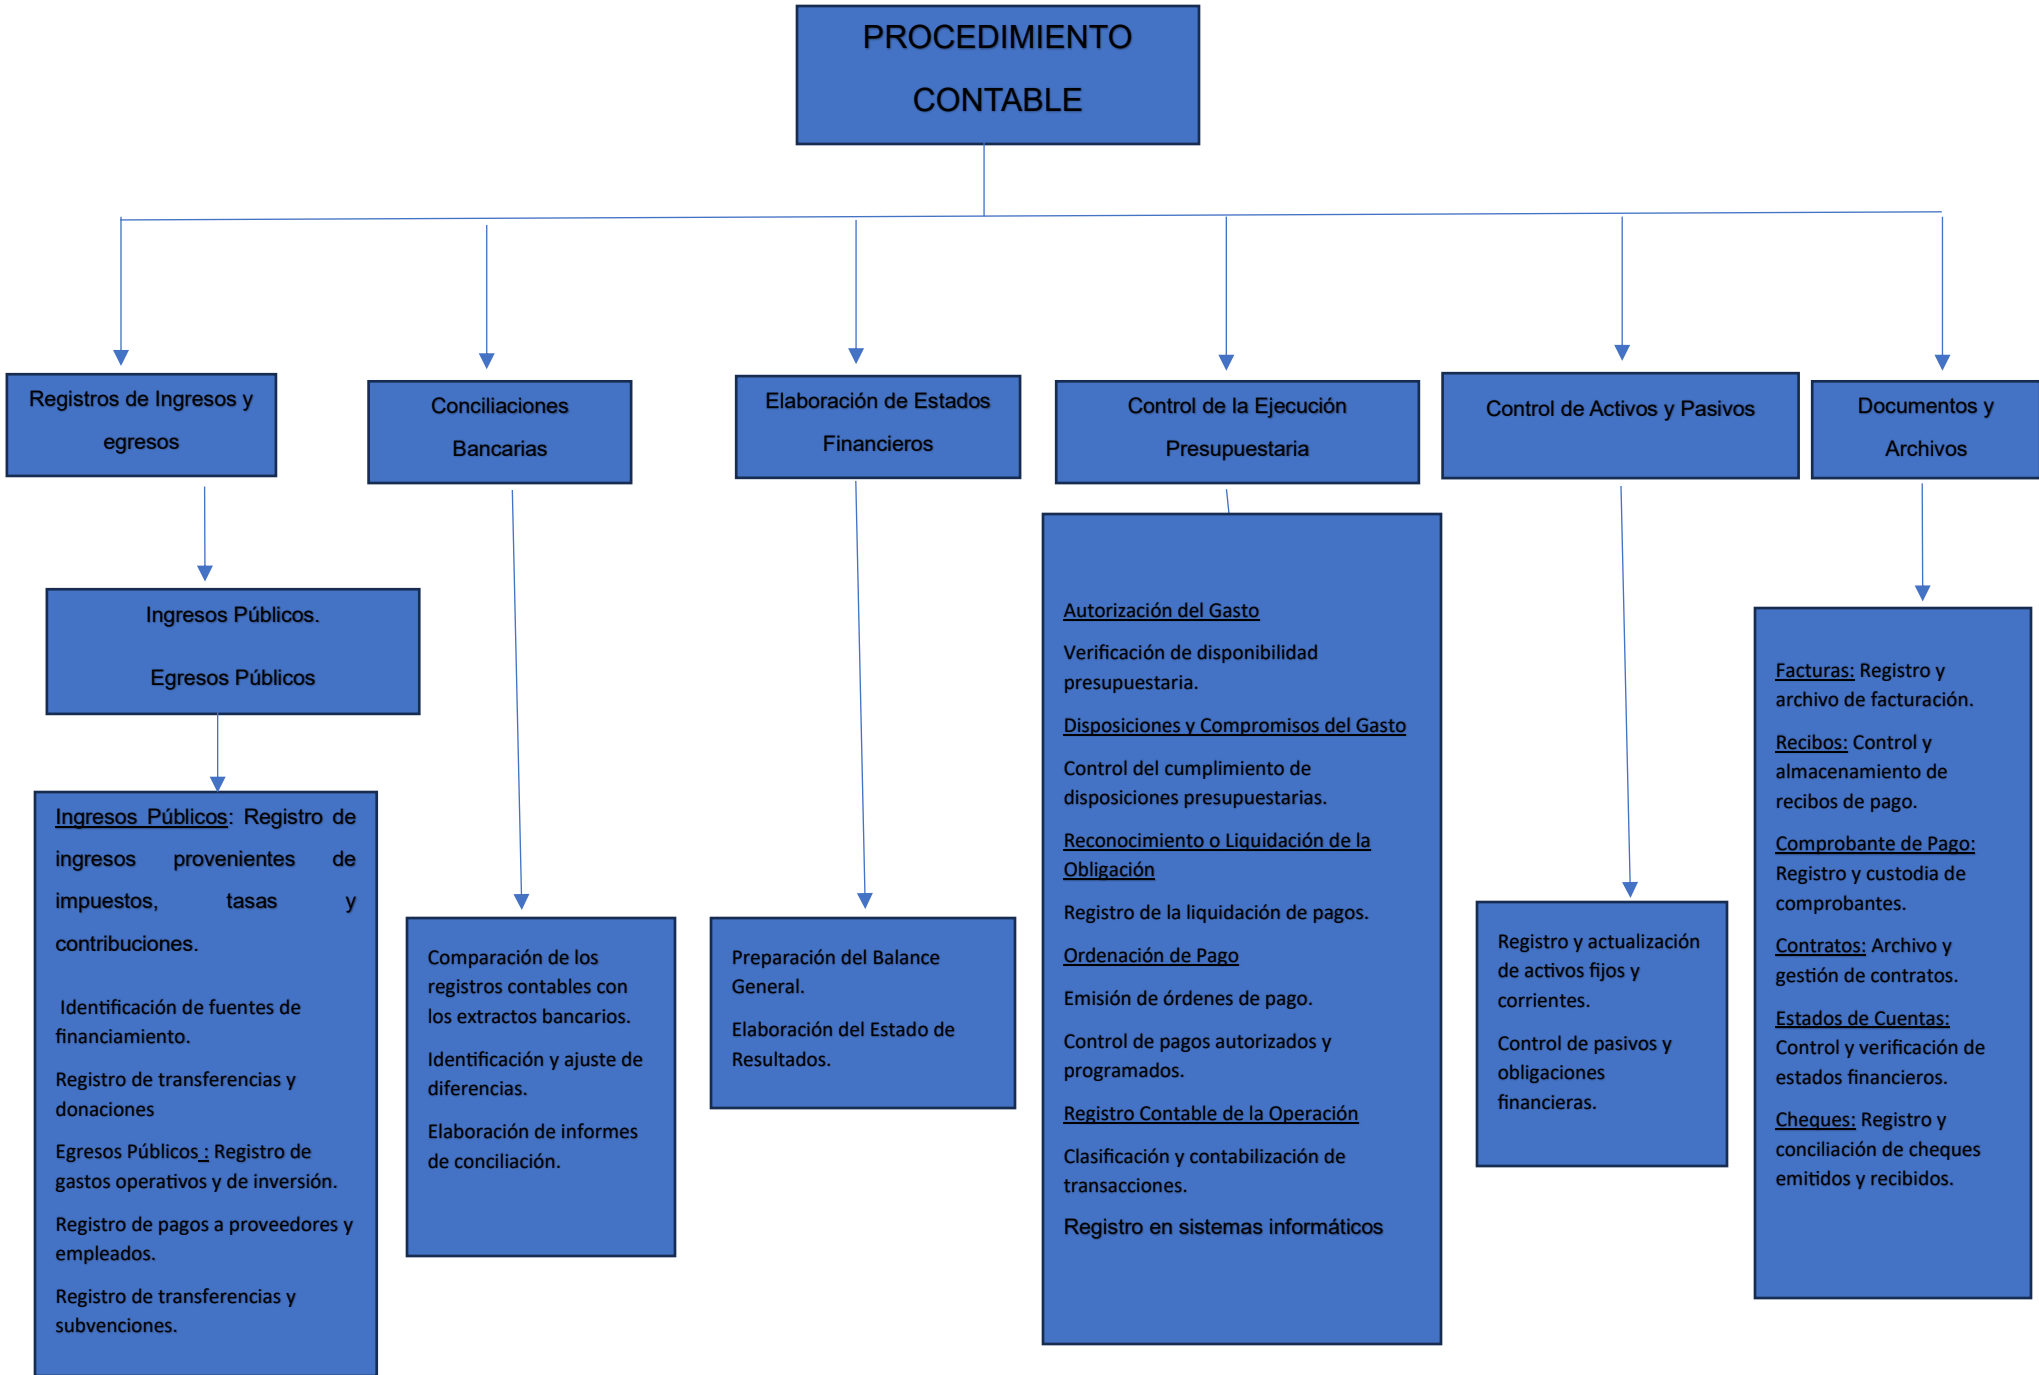 PROCEDIMIENTO
CONTABLE
Registros de Ingresos y
egresos
Conciliaciones
Bancarias
Elaboración de Estados
Financieros
Control de la Ejecución
Presupuestaria
Control de Activos y Pasivos
Documentos y
Archivos
Ingresos Públicos.
Egresos Públicos
Ingresos Públicos: Registro de
ingresos provenientes de
impuestos, tasas y
contribuciones.
Identificación de fuentes de
financiamiento.
Registro de transferencias y
donaciones
Egresos Públicos : Registro de
gastos operativos y de inversión.
Registro de pagos a proveedores y
empleados.
Registro de transferencias y
subvenciones.
Comparación de los
registros contables con
los extractos bancarios.
Identificación y ajuste de
diferencias.
Elaboración de informes
de conciliación.
Preparación del Balance
General.
Elaboración del Estado de
Resultados.
Autorización del Gasto
Verificación de disponibilidad
presupuestaria.
Disposiciones y Compromisos del Gasto
Control del cumplimiento de
disposiciones presupuestarias.
Reconocimiento o Liquidación de la
Obligación
Registro de la liquidación de pagos.
Ordenación de Pago
Emisión de órdenes de pago.
Control de pagos autorizados y
programados.
Registro Contable de la Operación
Clasificación y contabilización de
transacciones.
Registro en sistemas informáticos
Registro y actualización
de activos fijos y
corrientes.
Control de pasivos y
obligaciones
financieras.
Facturas: Registro y
archivo de facturación.
Recibos: Control y
almacenamiento de
recibos de pago.
Comprobante de Pago:
Registro y custodia de
comprobantes.
Contratos: Archivo y
gestión de contratos.
Estados de Cuentas:
Control y verificación de
estados financieros.
Cheques: Registro y
conciliación de cheques
emitidos y recibidos.